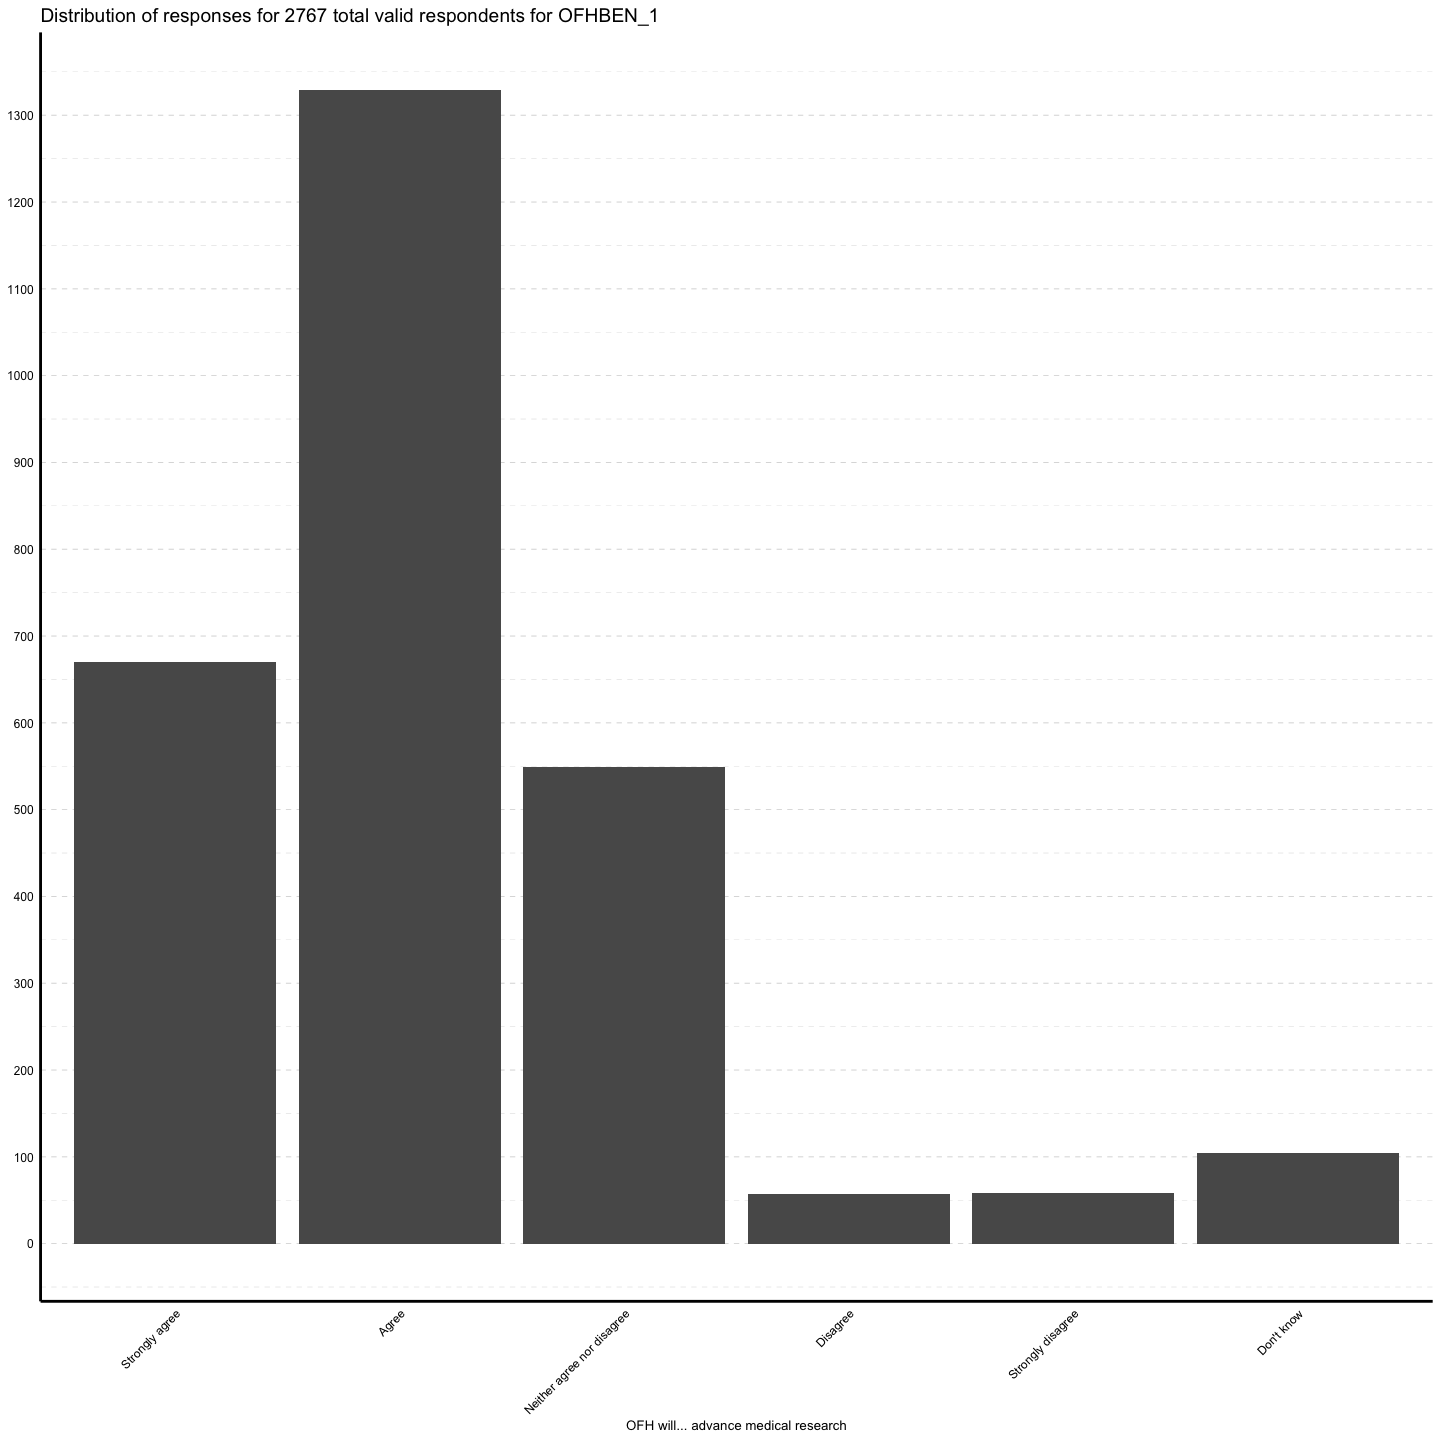 Distribution of responses for 2767 total valid respondents for OFHBEN_1
1300
1200
1100
1000
900
800
700
600
500
400
300
200
100
0
Strongly agree
Agree
Neither agree nor disagree
Disagree
Strongly disagree
Don't know
OFH will... advance medical research